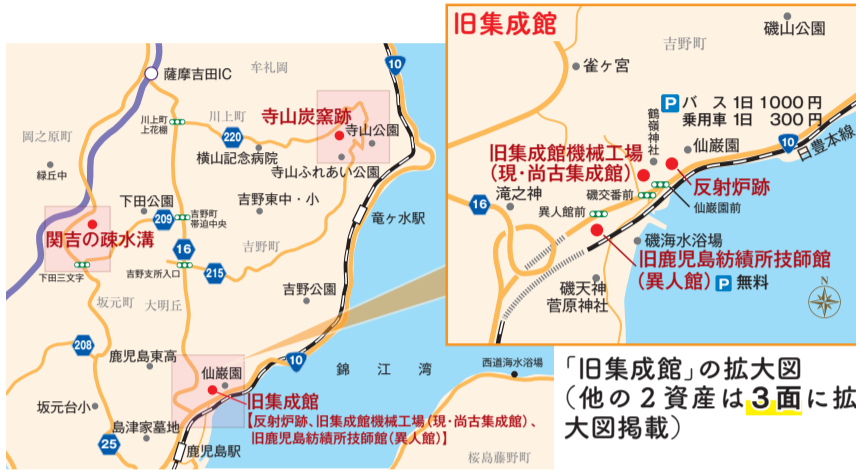 薩摩吉田IC
牟礼岡
10
岡之原町
川上町
上花棚
川上町
220
寺山炭窯跡
寺山公園
横山記念病院
寺山ふれあい公園
緑丘中
下田公園
209
吉野町
帯迫中央
吉野東中・小
竜ヶ水駅
関吉の疎水溝
16
吉野町
下田三文字
吉野支所入口
215
坂元町
大明丘
吉野公園
208
鹿児島東高
仙巌園
10
錦江湾
西道海水浴場
坂元台小
旧集成館
【反射炉跡、旧集成館機械工場（現・尚古集成館）、
旧鹿児島紡績所技師館（異人館）】
島津家墓地
25
鹿児島駅
桜島藤野町
旧集成館
吉野町
磯山公園
雀ヶ宮
鶴嶺神社
P バス 1日 1000円
乗用車 1日 300円
仙巌園
10
日豊本線
旧集成館機械工場
（現・尚古集成館）
反射炉跡
磯交番前
仙巌園前
16
滝之神
異人館前
磯海水浴場
旧鹿児島紡績所技師館
（異人館）
P 無料
磯天神
菅原神社
N
「旧集成館」の拡大図
（他の２資産は３面に拡
大図掲載）